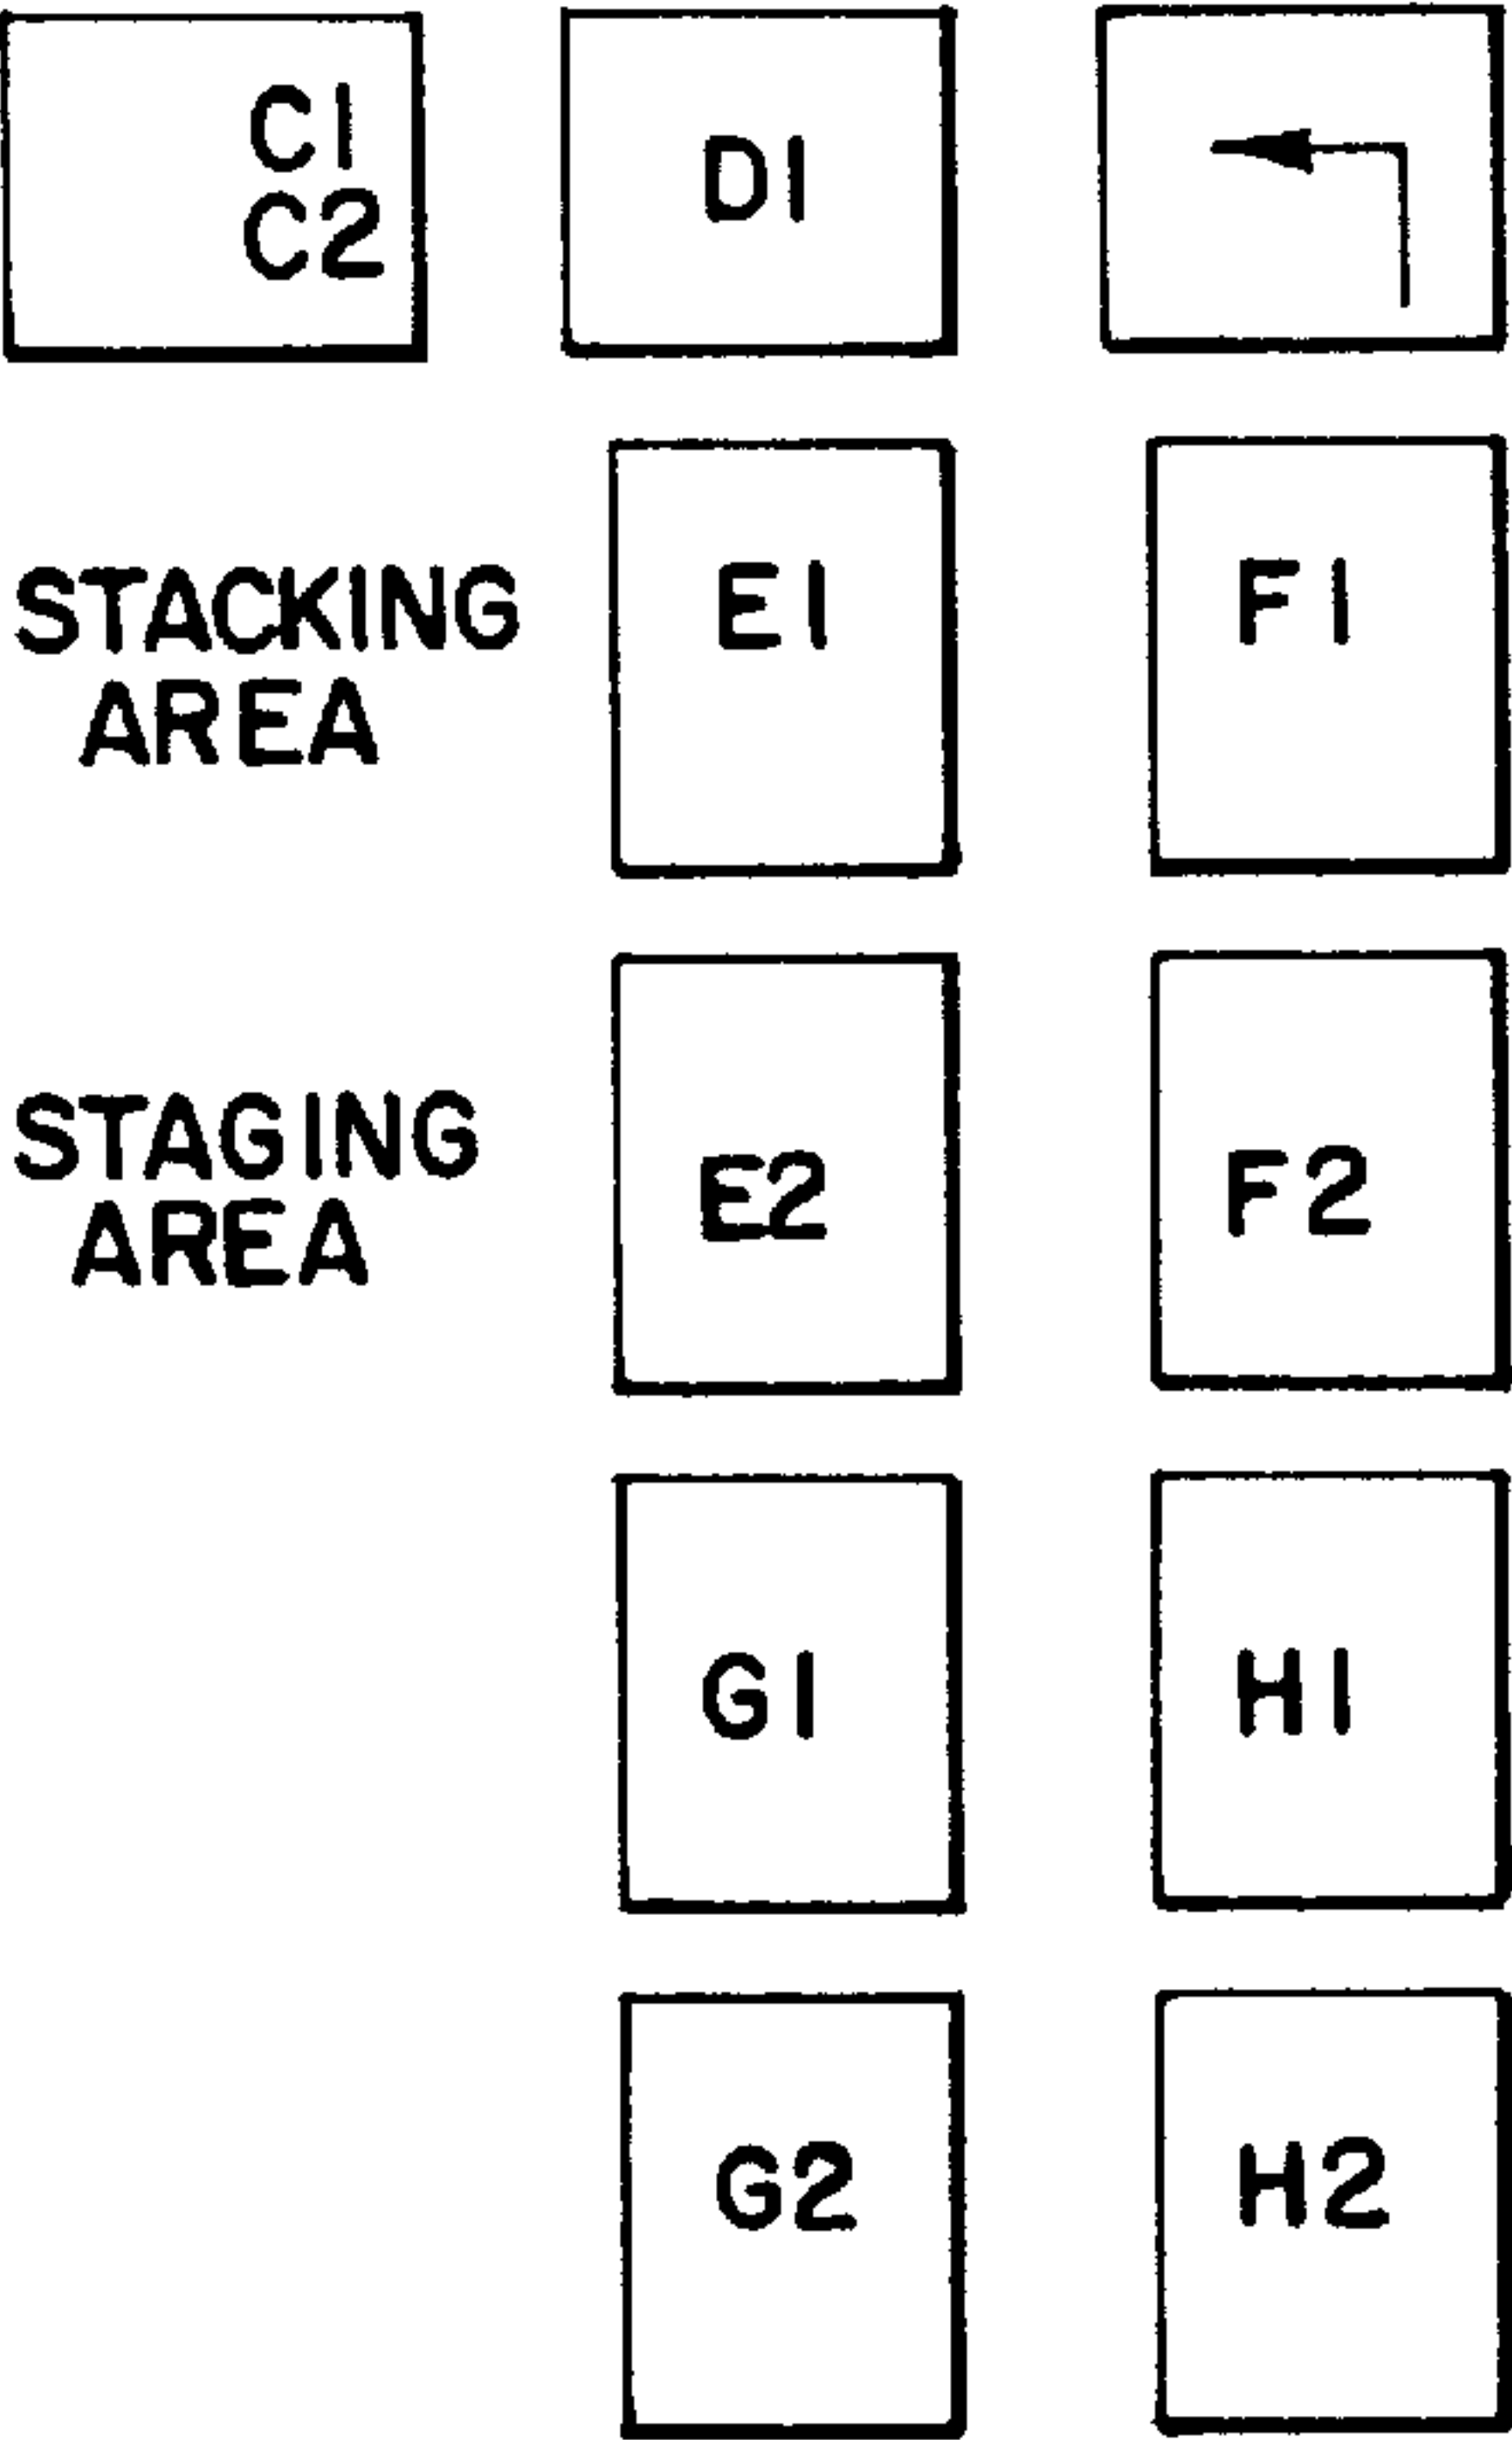 C1
C2
D1
STACKING
AREA
E1
F1
STAGING
AREA
E2
F2
G1
H1
G2
H2